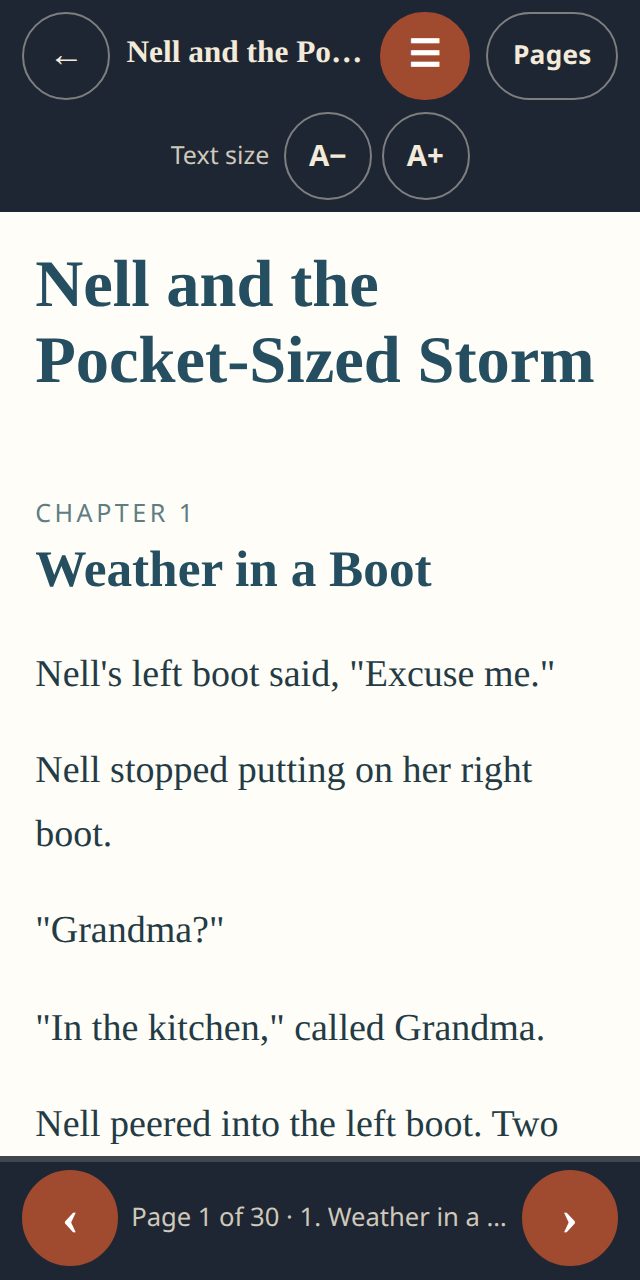 ← Nell and the Po… ☰ Pages
Text size A− A+
Nell and the
Pocket-Sized Storm
CHAPTER 1
Weather in a Boot
Nell's left boot said, "Excuse me."
Nell stopped putting on her right
boot.
"Grandma?"
"In the kitchen," called Grandma.
Nell peered into the left boot. Two
‹ Page 1 of 30 · 1. Weather in a … ›